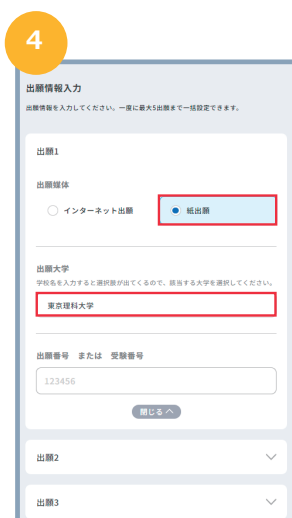 4
出願情報入力
出願情報を入力してください。一度に最大5出願まで一括設定できます。
出願1
出願媒体
インターネット出願
紙出願
出願大学
学校名を入力すると選択肢が出てくるので、該当する大学を選択してください。
東京理科大学
出願番号 または 受験番号
123456
閉じる
出願2
出願3